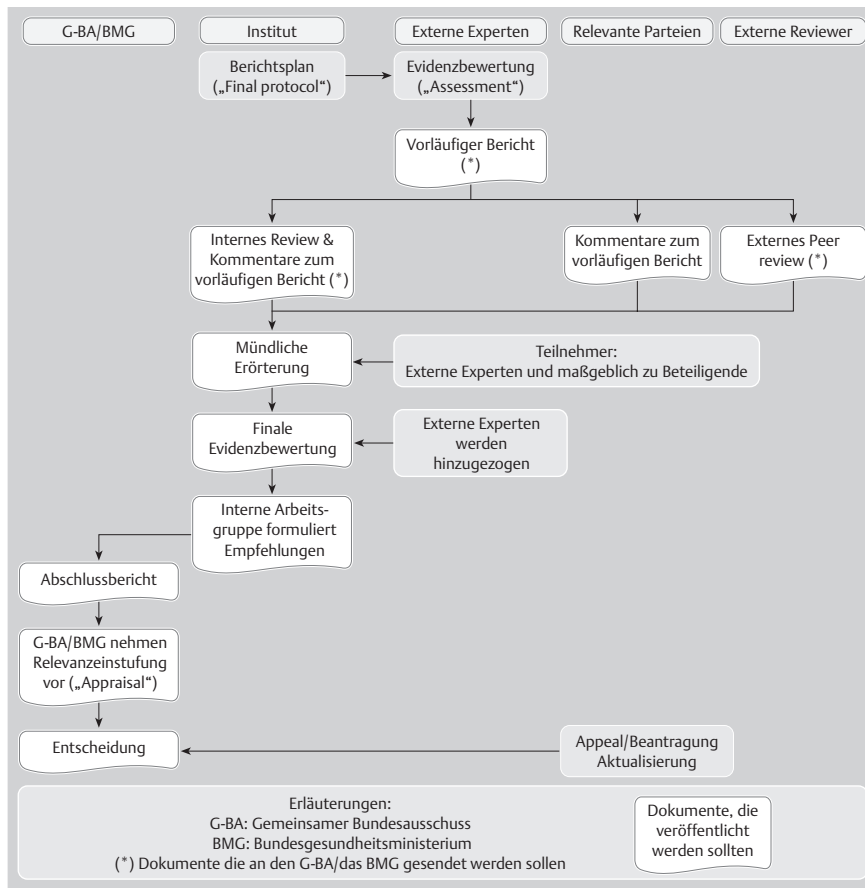 G-BA/BMG
Institut
Externe Experten
Relevante Parteien
Externe Reviewer
Berichtsplan
(„Final protocol“)
Evidenzbewertung
(„Assessment“)
Vorläufiger Bericht
(*)
Internes Review &
Kommentare zum
vorläufigen Bericht (*)
Kommentare zum
vorläufigen Bericht
Externes Peer
review (*)
Mündliche
Erörterung
Teilnehmer:
Externe Experten und maßgeblich zu Beteiligende
Finale
Evidenzbewertung
Externe Experten
werden
hinzugezogen
Interne Arbeits-
gruppe formuliert
Empfehlungen
Abschlussbericht
G-BA/BMG nehmen
Relevanzeinstufung
vor („Appraisal“)
Entscheidung
Appeal/Beantragung
Aktualisierung
Erläuterungen:
G-BA: Gemeinsamer Bundesausschuss
BMG: Bundesgesundheitsministerium
(*) Dokumente die an den G-BA/das BMG gesendet werden sollen
Dokumente, die
veröffentlicht
werden sollten